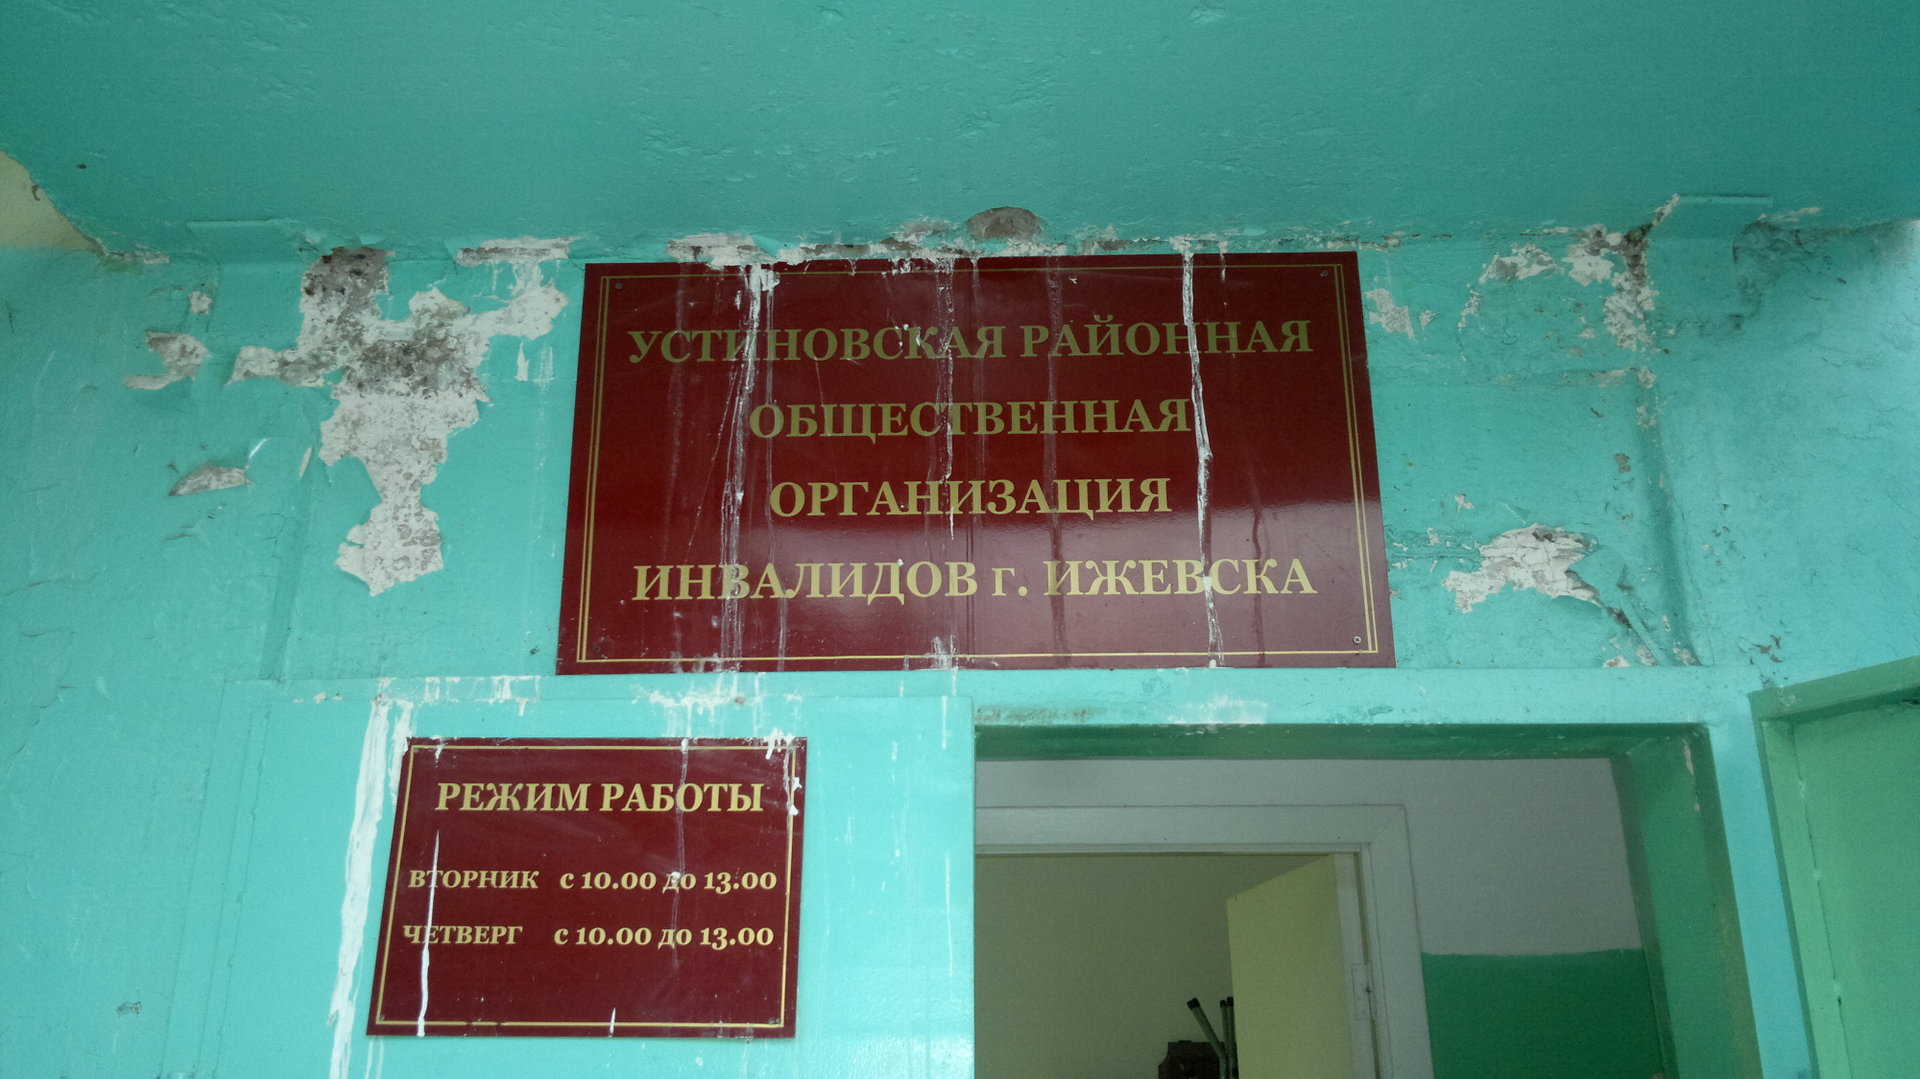 УСТИНОВСКАЯ РАЙОННАЯ
ОБЩЕСТВЕННАЯ
ОРГАНИЗАЦИЯ
ИНВАЛИДОВ г. ИЖЕВСКА
РЕЖИМ РАБОТЫ
ВТОРНИК с 10.00 до 13.00
ЧЕТВЕРГ с 10.00 до 13.00